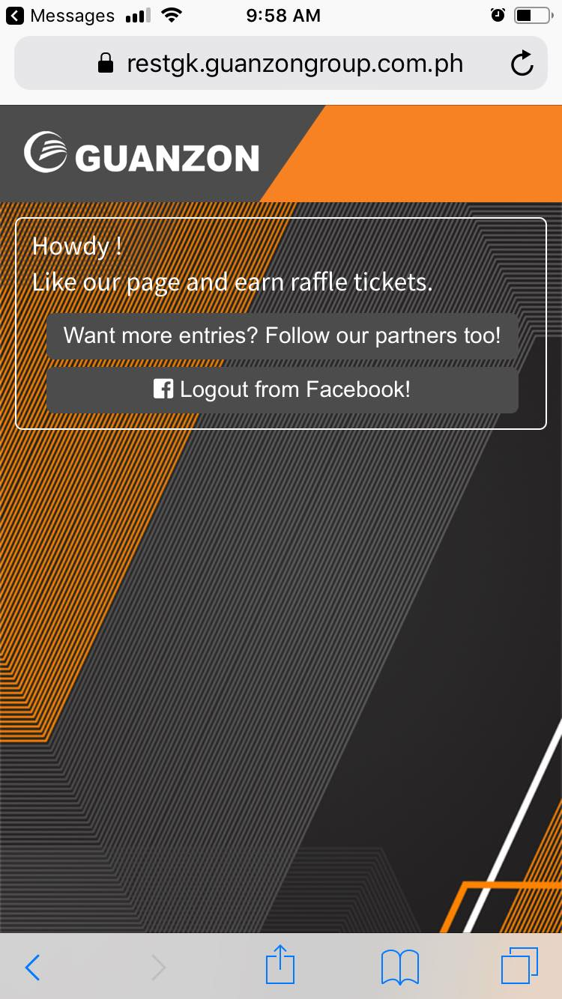 Messages 9:58 AM
restgk.guanzongroup.com.ph
GUANZON
Howdy !
Like our page and earn raffle tickets.
Want more entries? Follow our partners too!
Logout from Facebook!